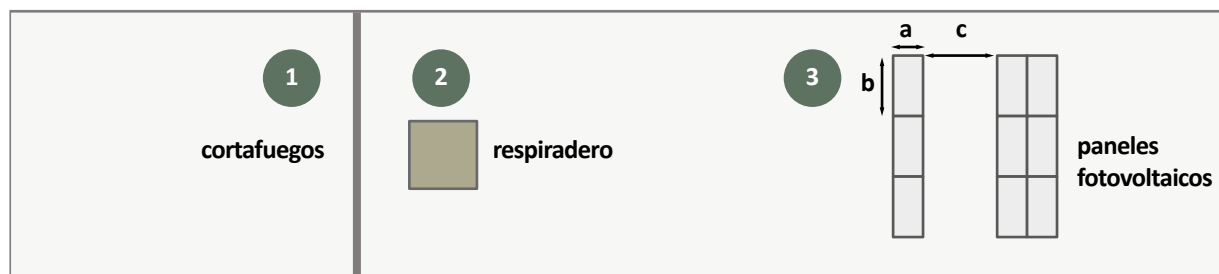 1
cortafuegos
2
respiradero
3
a
c
b
paneles
fotovoltaicos